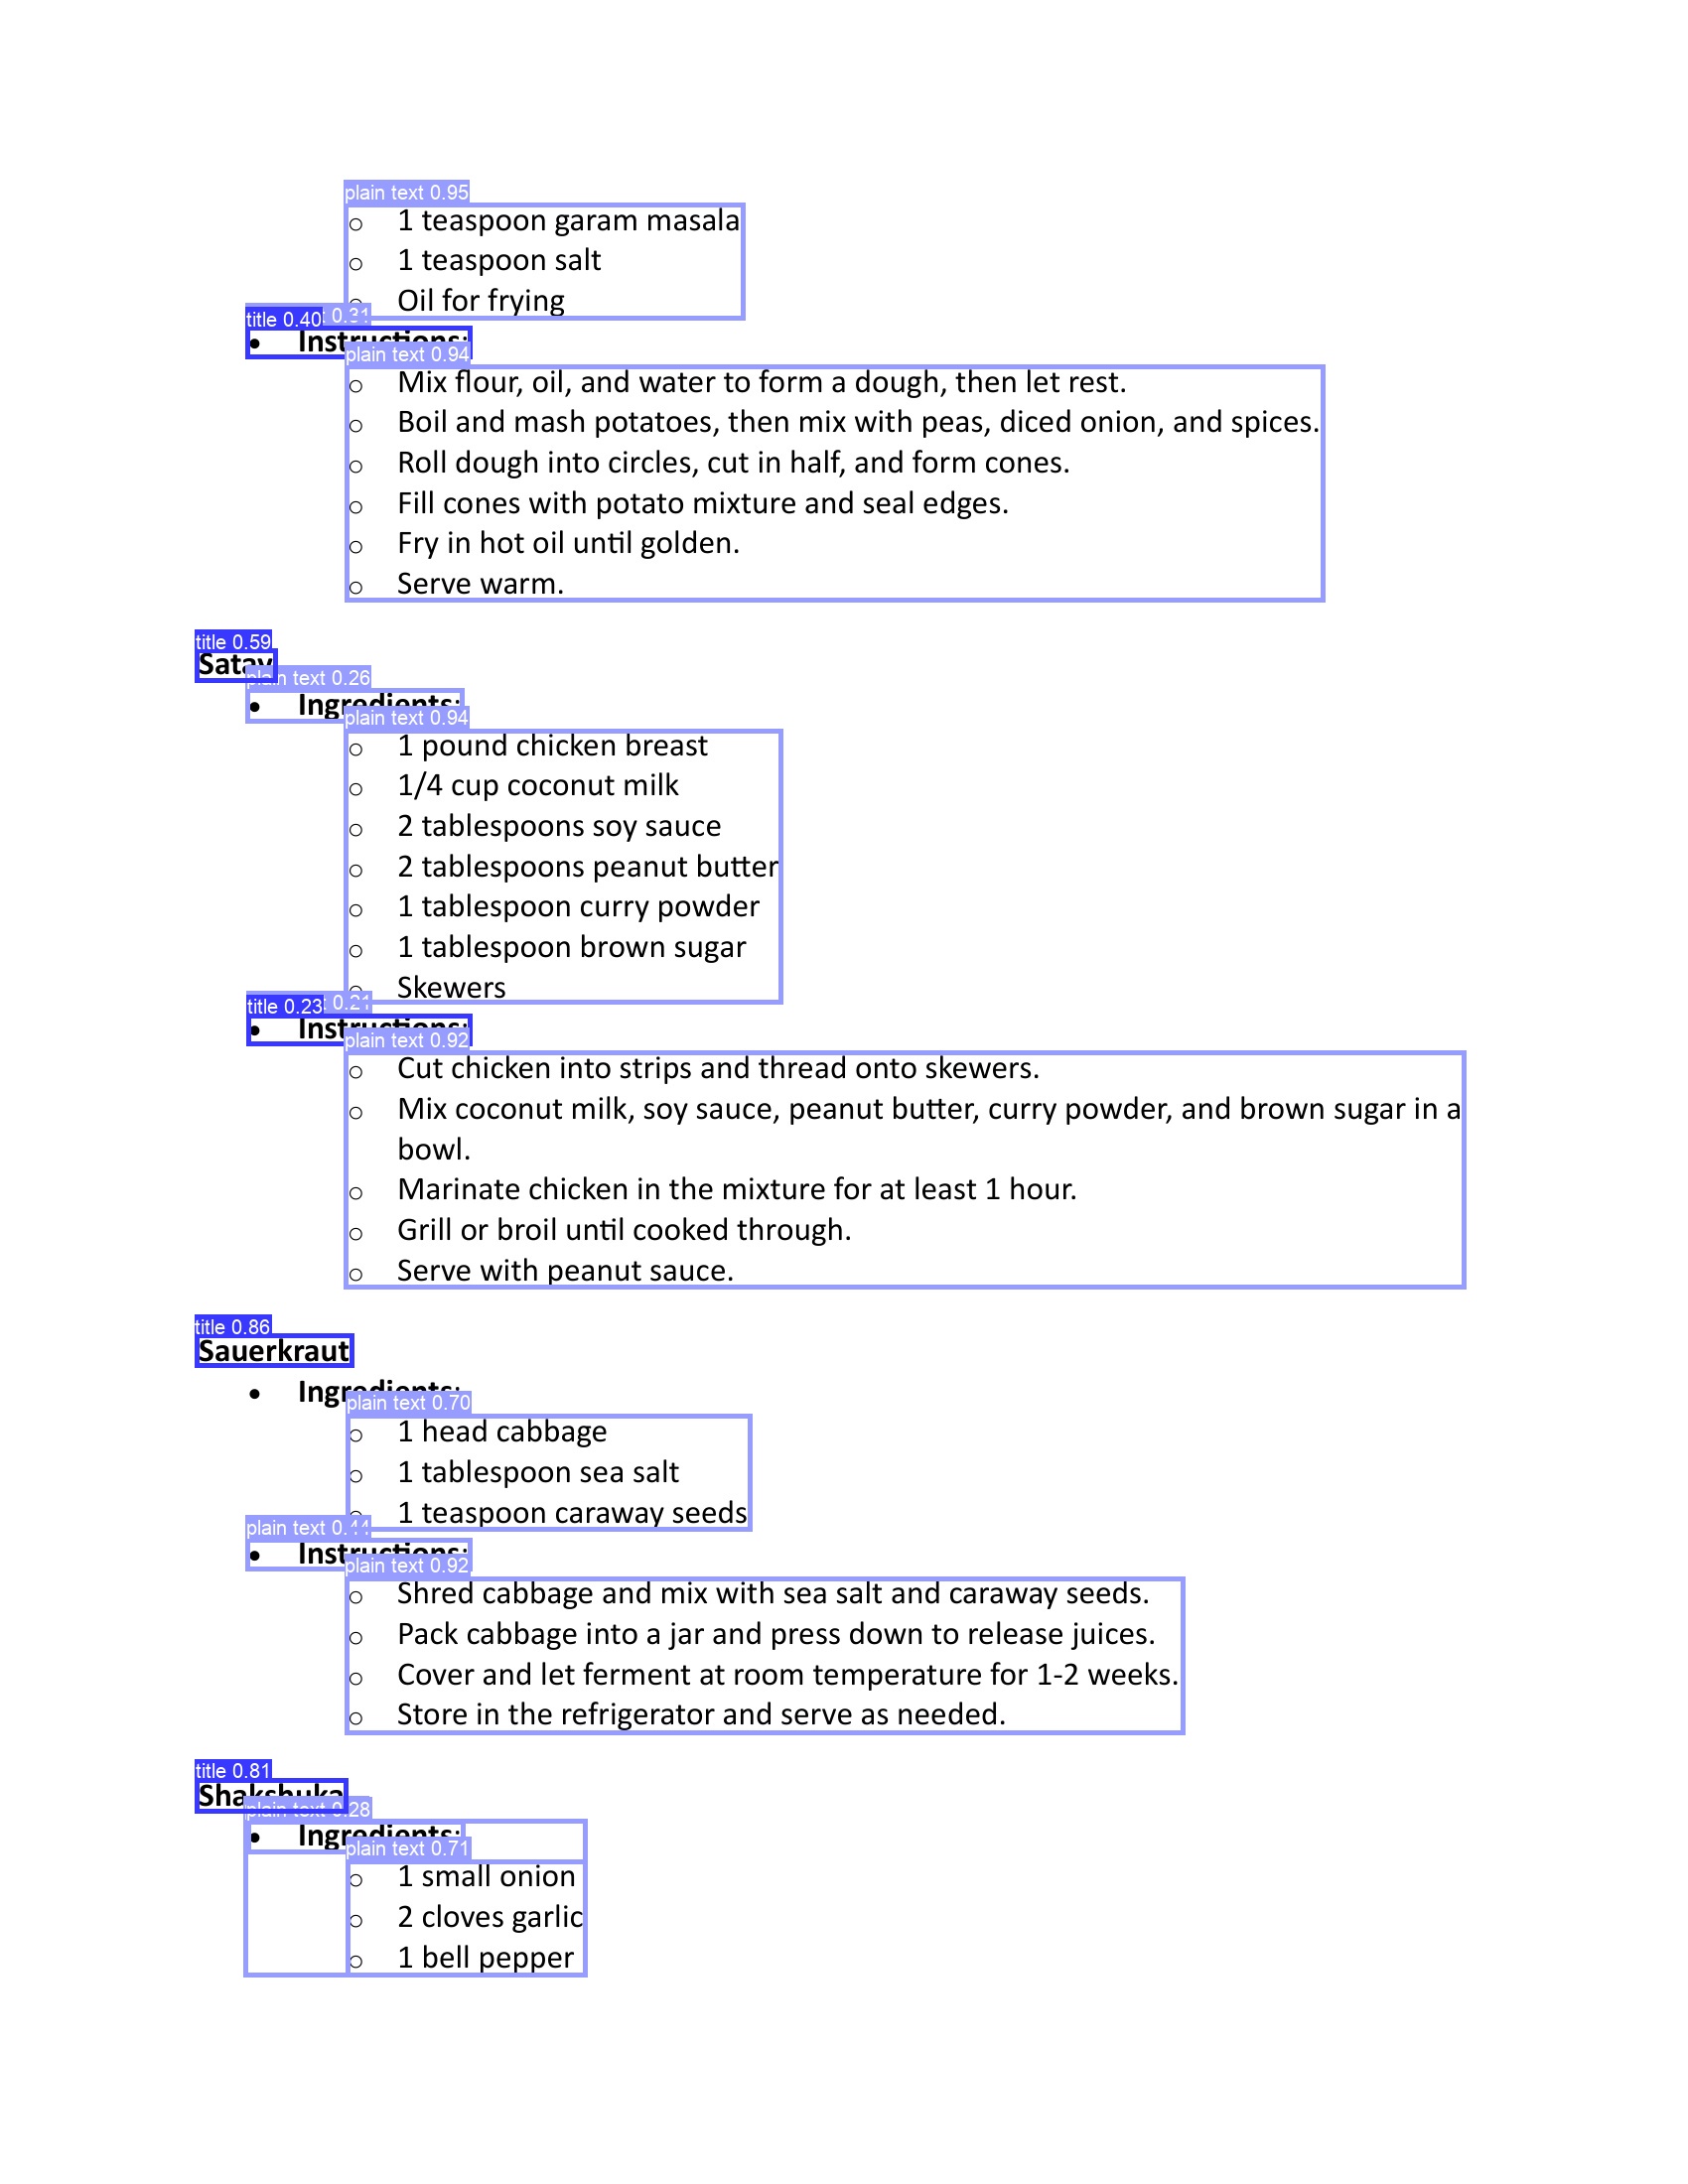 plain text 0.95
○ 1 teaspoon garam masala
○ 1 teaspoon salt
○ Oil for frying
title 0.40 0.31
• Instructions:
plain text 0.94
○ Mix flour, oil, and water to form a dough, then let rest.
○ Boil and mash potatoes, then mix with peas, diced onion, and spices.
○ Roll dough into circles, cut in half, and form cones.
○ Fill cones with potato mixture and seal edges.
○ Fry in hot oil until golden.
○ Serve warm.
title 0.59
Satay
plain text 0.26
• Ingredients:
plain text 0.94
○ 1 pound chicken breast
○ 1/4 cup coconut milk
○ 2 tablespoons soy sauce
○ 2 tablespoons peanut butter
○ 1 tablespoon curry powder
○ 1 tablespoon brown sugar
○ Skewers
title 0.23 0.21
• Instructions:
plain text 0.92
○ Cut chicken into strips and thread onto skewers.
○ Mix coconut milk, soy sauce, peanut butter, curry powder, and brown sugar in a
bowl.
○ Marinate chicken in the mixture for at least 1 hour.
○ Grill or broil until cooked through.
○ Serve with peanut sauce.
title 0.86
Sauerkraut
• Ingredients:
plain text 0.70
○ 1 head cabbage
○ 1 tablespoon sea salt
○ 1 teaspoon caraway seeds
plain text 0.44
• Instructions:
plain text 0.92
○ Shred cabbage and mix with sea salt and caraway seeds.
○ Pack cabbage into a jar and press down to release juices.
○ Cover and let ferment at room temperature for 1-2 weeks.
○ Store in the refrigerator and serve as needed.
title 0.81
Shakshuka
plain text 0.28
• Ingredients:
plain text 0.71
○ 1 small onion
○ 2 cloves garlic
○ 1 bell pepper